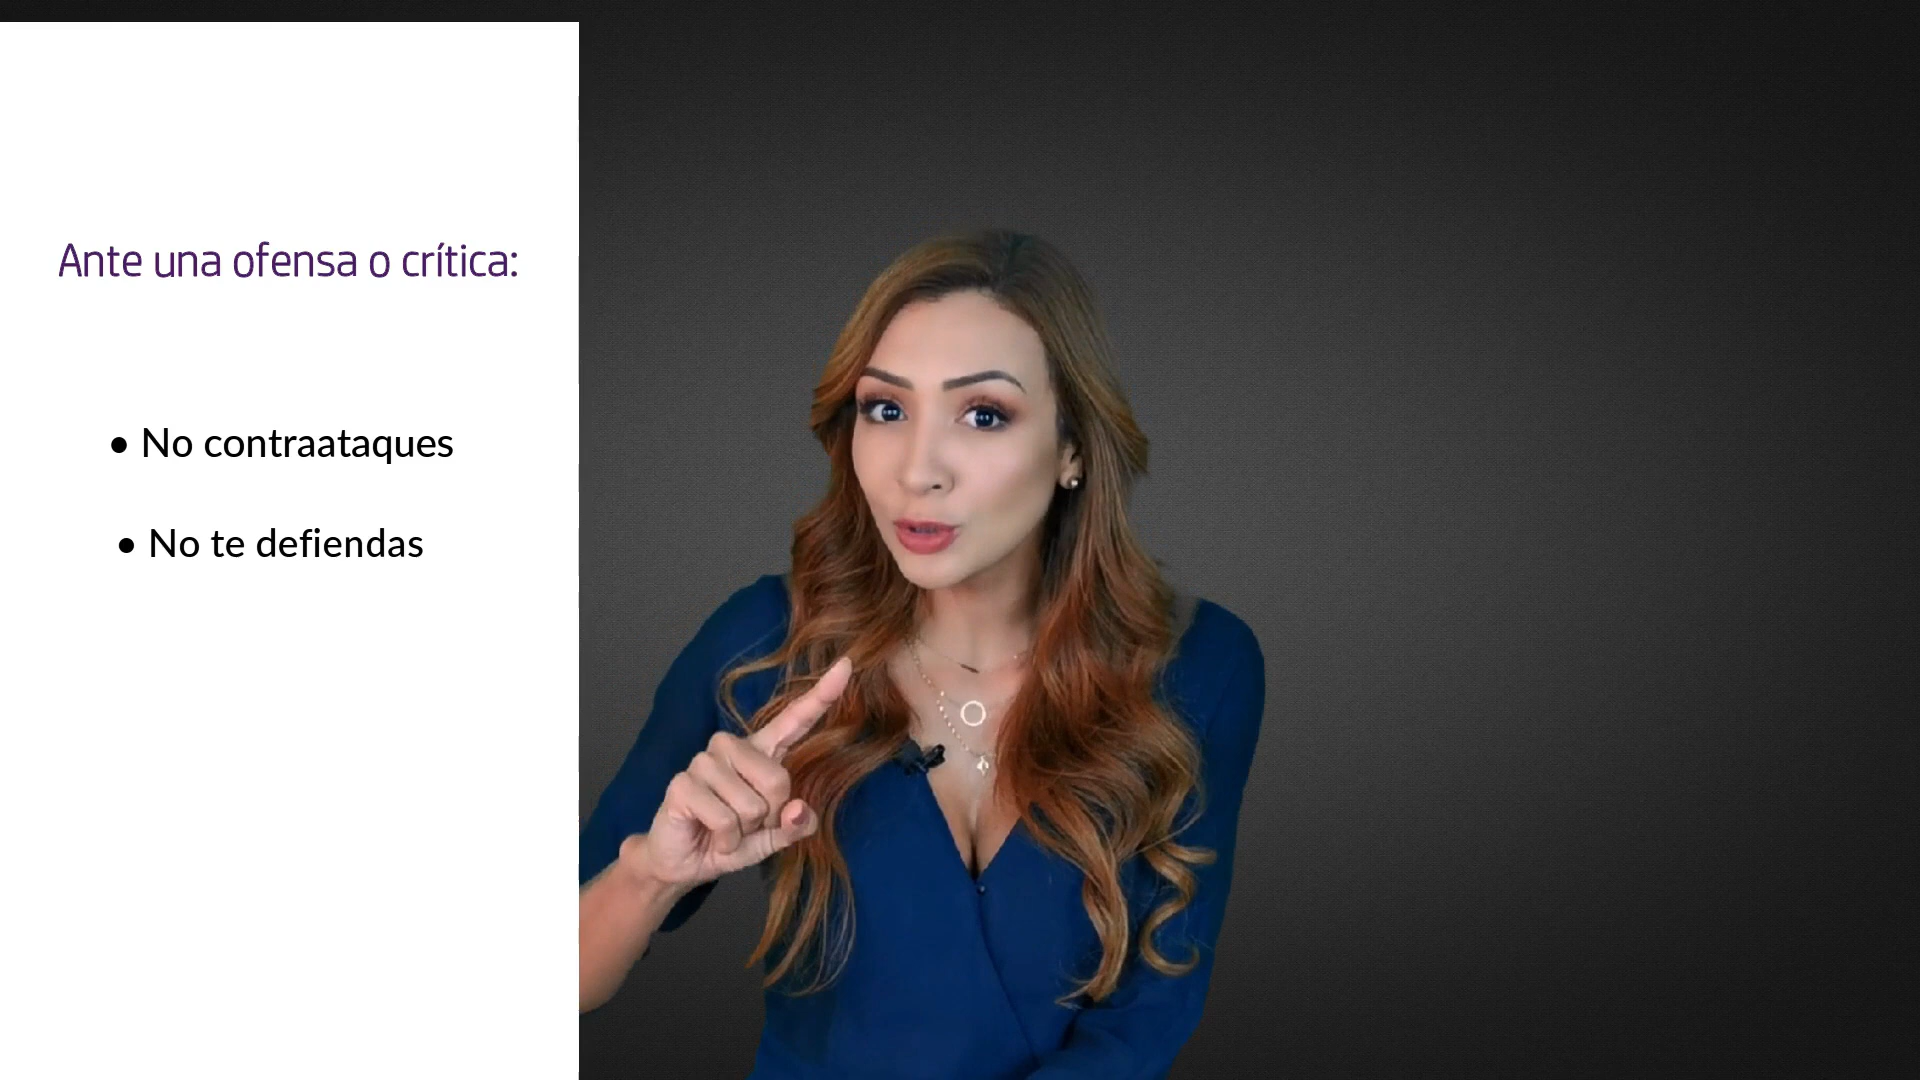 Ante una ofensa o crítica:
• No contraataques
• No te defiendas